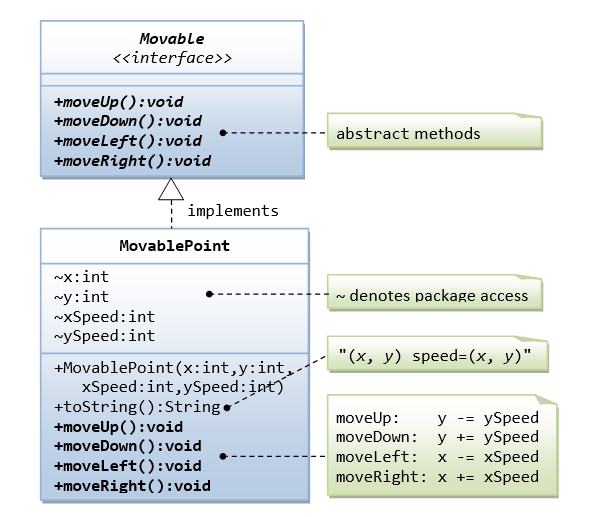 Movable
<<interface>>
+moveUp():void
+moveDown():void
+moveLeft():void
+moveRight():void
abstract methods
implements
MovablePoint
~x:int
~y:int
~xSpeed:int
~ySpeed:int
~ denotes package access
+MovablePoint(x:int,y:int,
xSpeed:int,ySpeed:int)
+toString():String
"(x, y) speed=(x, y)"
+moveUp():void
+moveDown():void
+moveLeft():void
+moveRight():void
moveUp: y -= ySpeed
moveDown: y += ySpeed
moveLeft: x -= xSpeed
moveRight: x += xSpeed